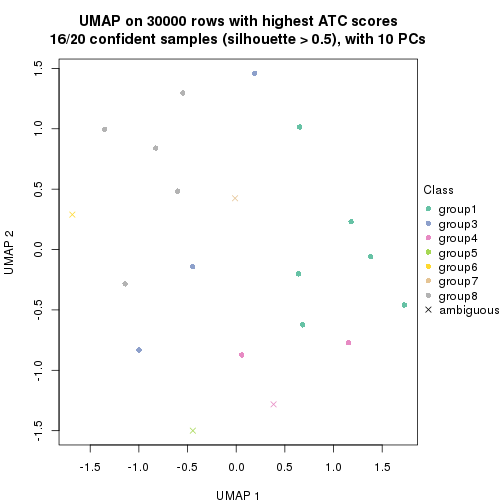 UMAP on 30000 rows with highest ATC scores
16/20 confident samples (silhouette > 0.5), with 10 PCs
1.5
1.0
0.5
0.0
-0.5
-1.0
-1.5
UMAP 2
-1.5 -1.0 -0.5 0.0 0.5 1.0 1.5
UMAP 1
Class
group1
group3
group4
group5
group6
group7
group8
ambiguous